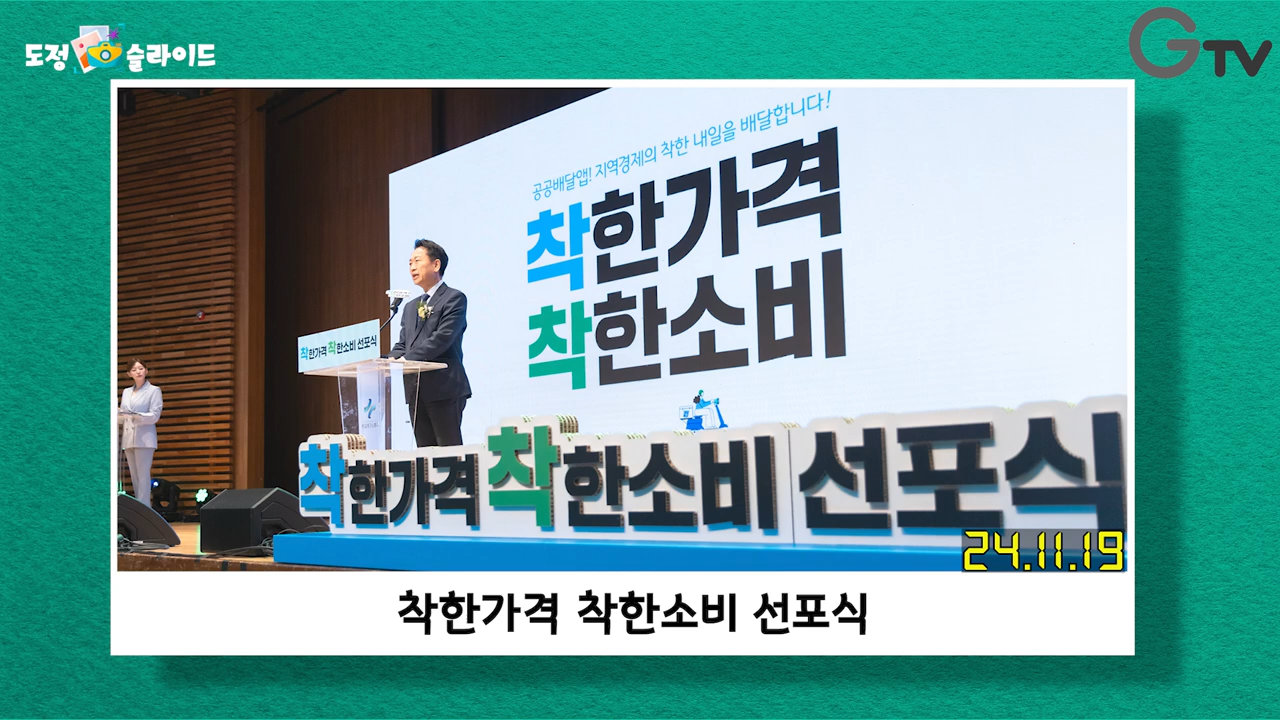 도정 슬라이드
GTV
공공배달앱! 지역경제의 착한 내일을 배달합니다!
착한가격
착한소비
착한가격 착한소비 선포식
착한가격 착한소비 선포식
24.11.19
착한가격 착한소비 선포식